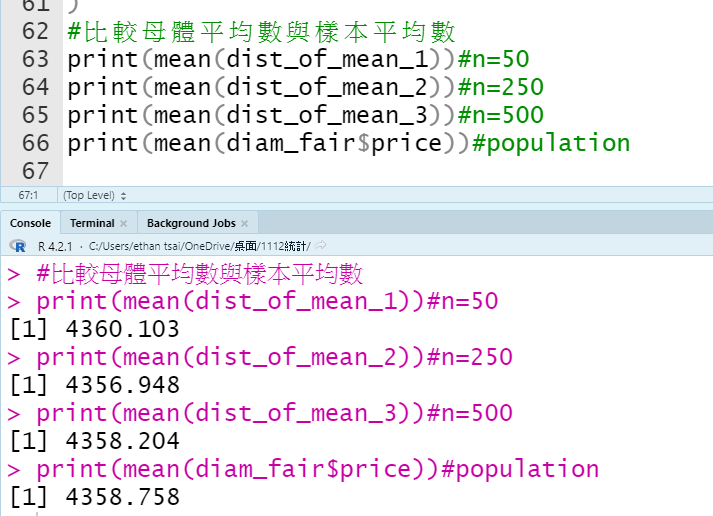 61 )
62 #比較母體平均數與樣本平均數
63 print(mean(dist_of_mean_1))#n=50
64 print(mean(dist_of_mean_2))#n=250
65 print(mean(dist_of_mean_3))#n=500
66 print(mean(diam_fair$price))#population
67
67:1 (Top Level)
Console Terminal Background Jobs
R R 4.2.1 · C:/Users/ethan tsai/OneDrive/桌面/1112統計/
> #比較母體平均數與樣本平均數
> print(mean(dist_of_mean_1))#n=50
[1] 4360.103
> print(mean(dist_of_mean_2))#n=250
[1] 4356.948
> print(mean(dist_of_mean_3))#n=500
[1] 4358.204
> print(mean(diam_fair$price))#population
[1] 4358.758